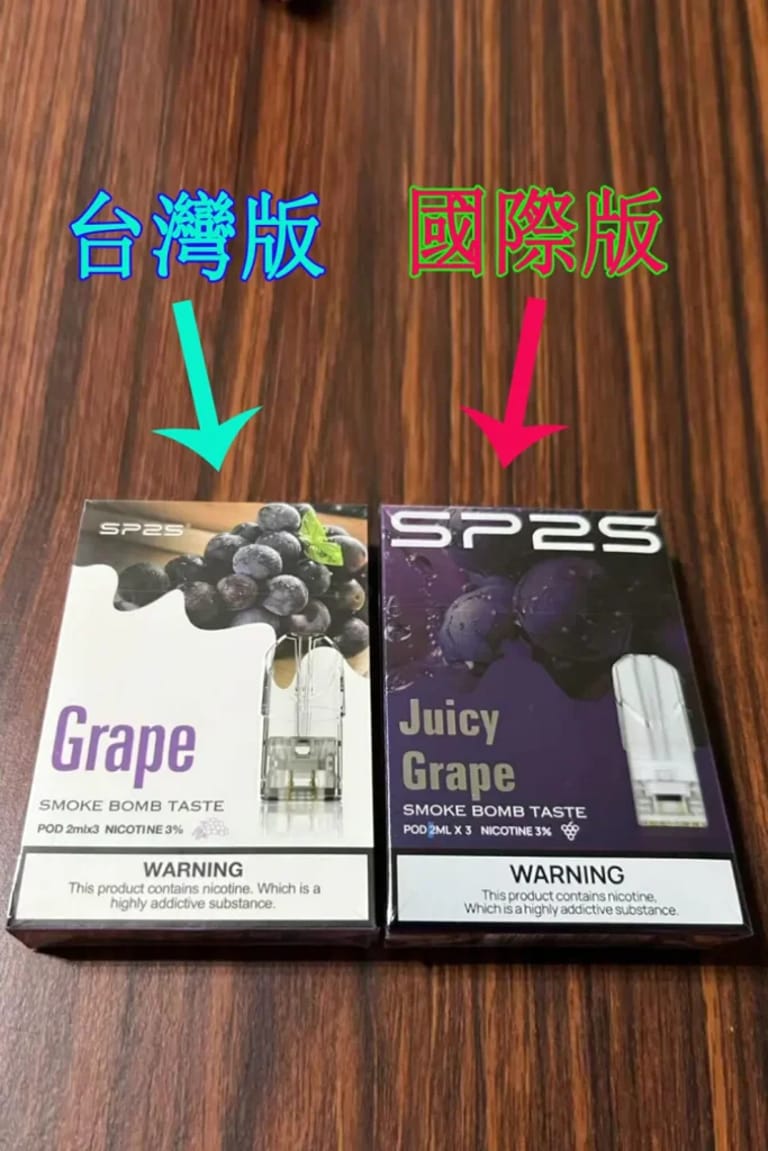 台灣版
國際版
SP2S
Grape
SMOKE BOMB TASTE
POD 2mlx3 NICOTINE 3%
WARNING
This product contains nicotine. Which is a
highly addictive substance.
SP2S
Juicy
Grape
SMOKE BOMB TASTE
POD 2ML X 3 NICOTINE 3%
WARNING
This product contains nicotine,
Which is a highly addictive substance.